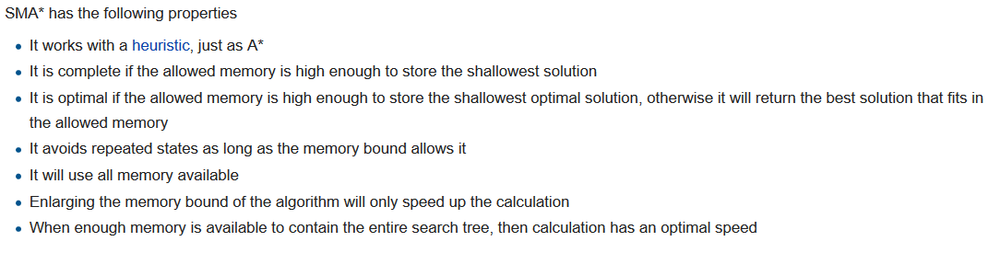 SMA* has the following properties
• It works with a heuristic, just as A*
• It is complete if the allowed memory is high enough to store the shallowest solution
• It is optimal if the allowed memory is high enough to store the shallowest optimal solution, otherwise it will return the best solution that fits in
the allowed memory
• It avoids repeated states as long as the memory bound allows it
• It will use all memory available
• Enlarging the memory bound of the algorithm will only speed up the calculation
• When enough memory is available to contain the entire search tree, then calculation has an optimal speed